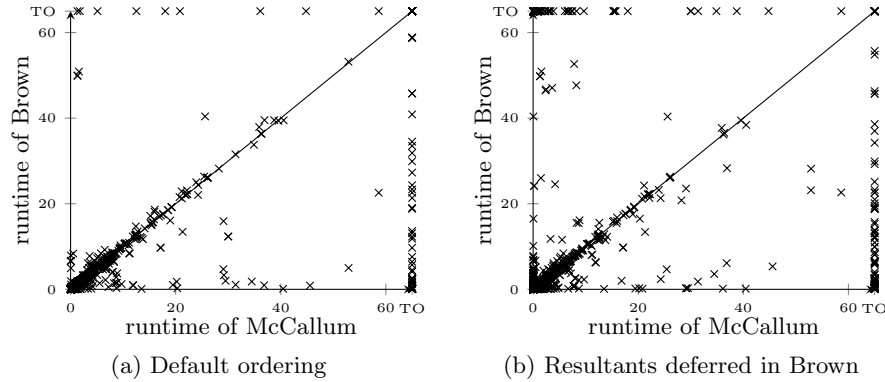 TO
60
40
20
0
0 20 40 60 TO
runtime of Brown
runtime of McCallum
(a) Default ordering
TO
60
40
20
0
0 20 40 60 TO
runtime of Brown
runtime of McCallum
(b) Resultants deferred in Brown